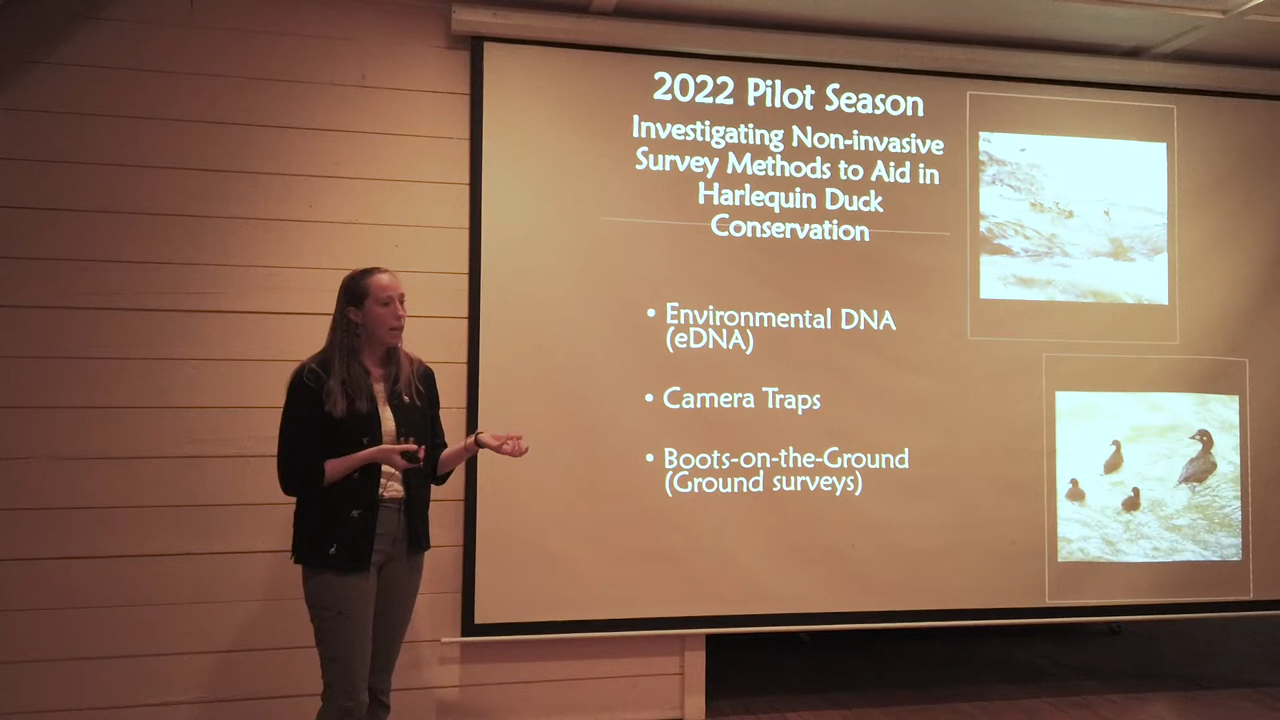 2022 Pilot Season
Investigating Non-invasive
Survey Methods to Aid in
Harlequin Duck
Conservation
• Environmental DNA
(eDNA)
• Camera Traps
• Boots-on-the-Ground
(Ground surveys)